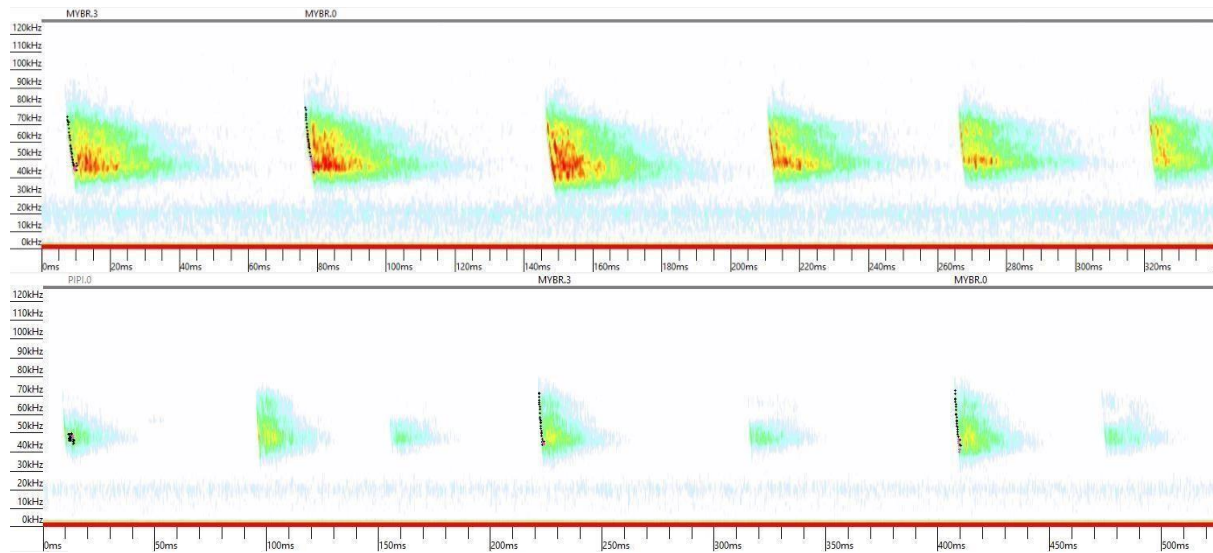 MYBR.3 MYBR.0
120kHz
110kHz
100kHz
90kHz
80kHz
70kHz
60kHz
50kHz
40kHz
30kHz
20kHz
10kHz
0kHz
0ms 20ms 40ms 60ms 80ms 100ms 120ms 140ms 160ms 180ms 200ms 220ms 240ms 260ms 280ms 300ms 320ms
PIPI.0 MYBR.3 MYBR.0
120kHz
110kHz
100kHz
90kHz
80kHz
70kHz
60kHz
50kHz
40kHz
30kHz
20kHz
10kHz
0kHz
0ms 50ms 100ms 150ms 200ms 250ms 300ms 350ms 400ms 450ms 500ms